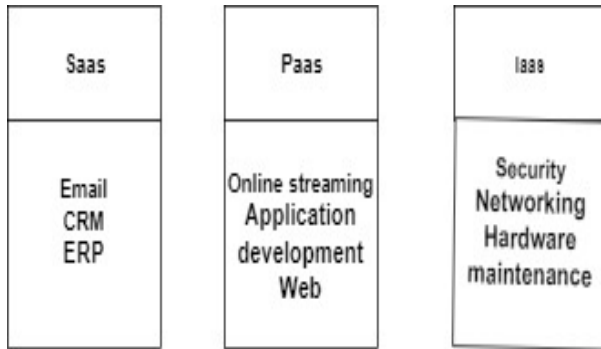 Saas
Email
CRM
ERP
Paas
Online streaming
Application
development
Web
Iaas
Security
Networking
Hardware
maintenance